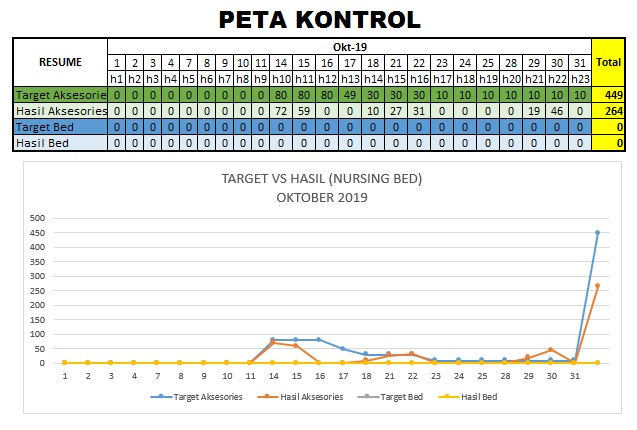 PETA KONTROL
RESUME Okt-19 Total
1 2 3 4 7 8 9 10 11 14 15 16 17 18 21 22 23 24 25 28 29 30 31
h1 h2 h3 h4 h5 h6 h7 h8 h9 h10 h11 h12 h13 h14 h15 h16 h17 h18 h19 h20 h21 h22 h23
Target Aksesorie 0 0 0 0 0 0 0 0 0 80 80 80 49 30 30 30 10 10 10 10 10 10 10 449
Hasil Aksesories 0 0 0 0 0 0 0 0 0 72 59 0 0 10 27 31 0 0 0 0 19 46 0 264
Target Bed 0 0 0 0 0 0 0 0 0 0 0 0 0 0 0 0 0 0 0 0 0 0 0 0
Hasil Bed 0 0 0 0 0 0 0 0 0 0 0 0 0 0 0 0 0 0 0 0 0 0 0 0
TARGET VS HASIL (NURSING BED)
OKTOBER 2019
500
450
400
350
300
250
200
150
100
50
0
1 2 3 4 7 8 9 10 11 14 15 16 17 18 21 22 23 24 25 28 29 30 31
Target Aksesories Hasil Aksesories Target Bed Hasil Bed